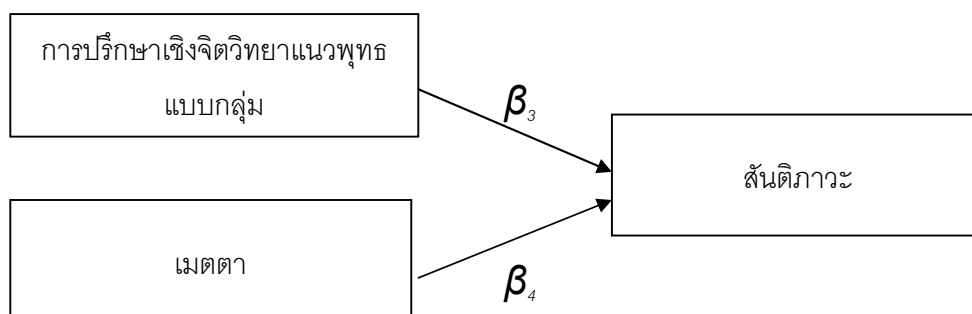 การปรึกษาเชิงจิตวิทยาแนวพุทธ
แบบกลุ่ม
β₃
สันติภาวะ
เมตตา
β₄